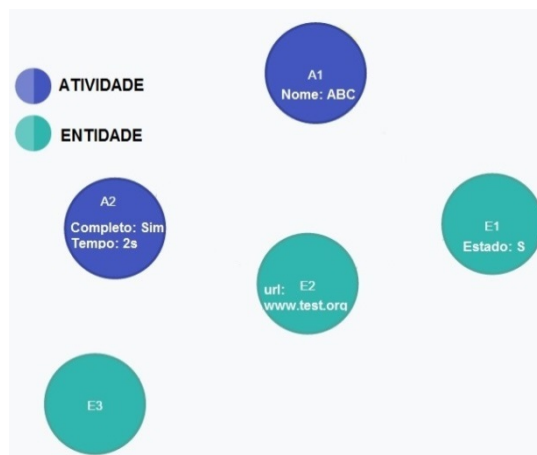 A1
Nome: ABC
ATIVIDADE
ENTIDADE
A2
Completo: Sim
Tempo: 2s
E1
Estado: S
E2
url:
www.test.org
E3